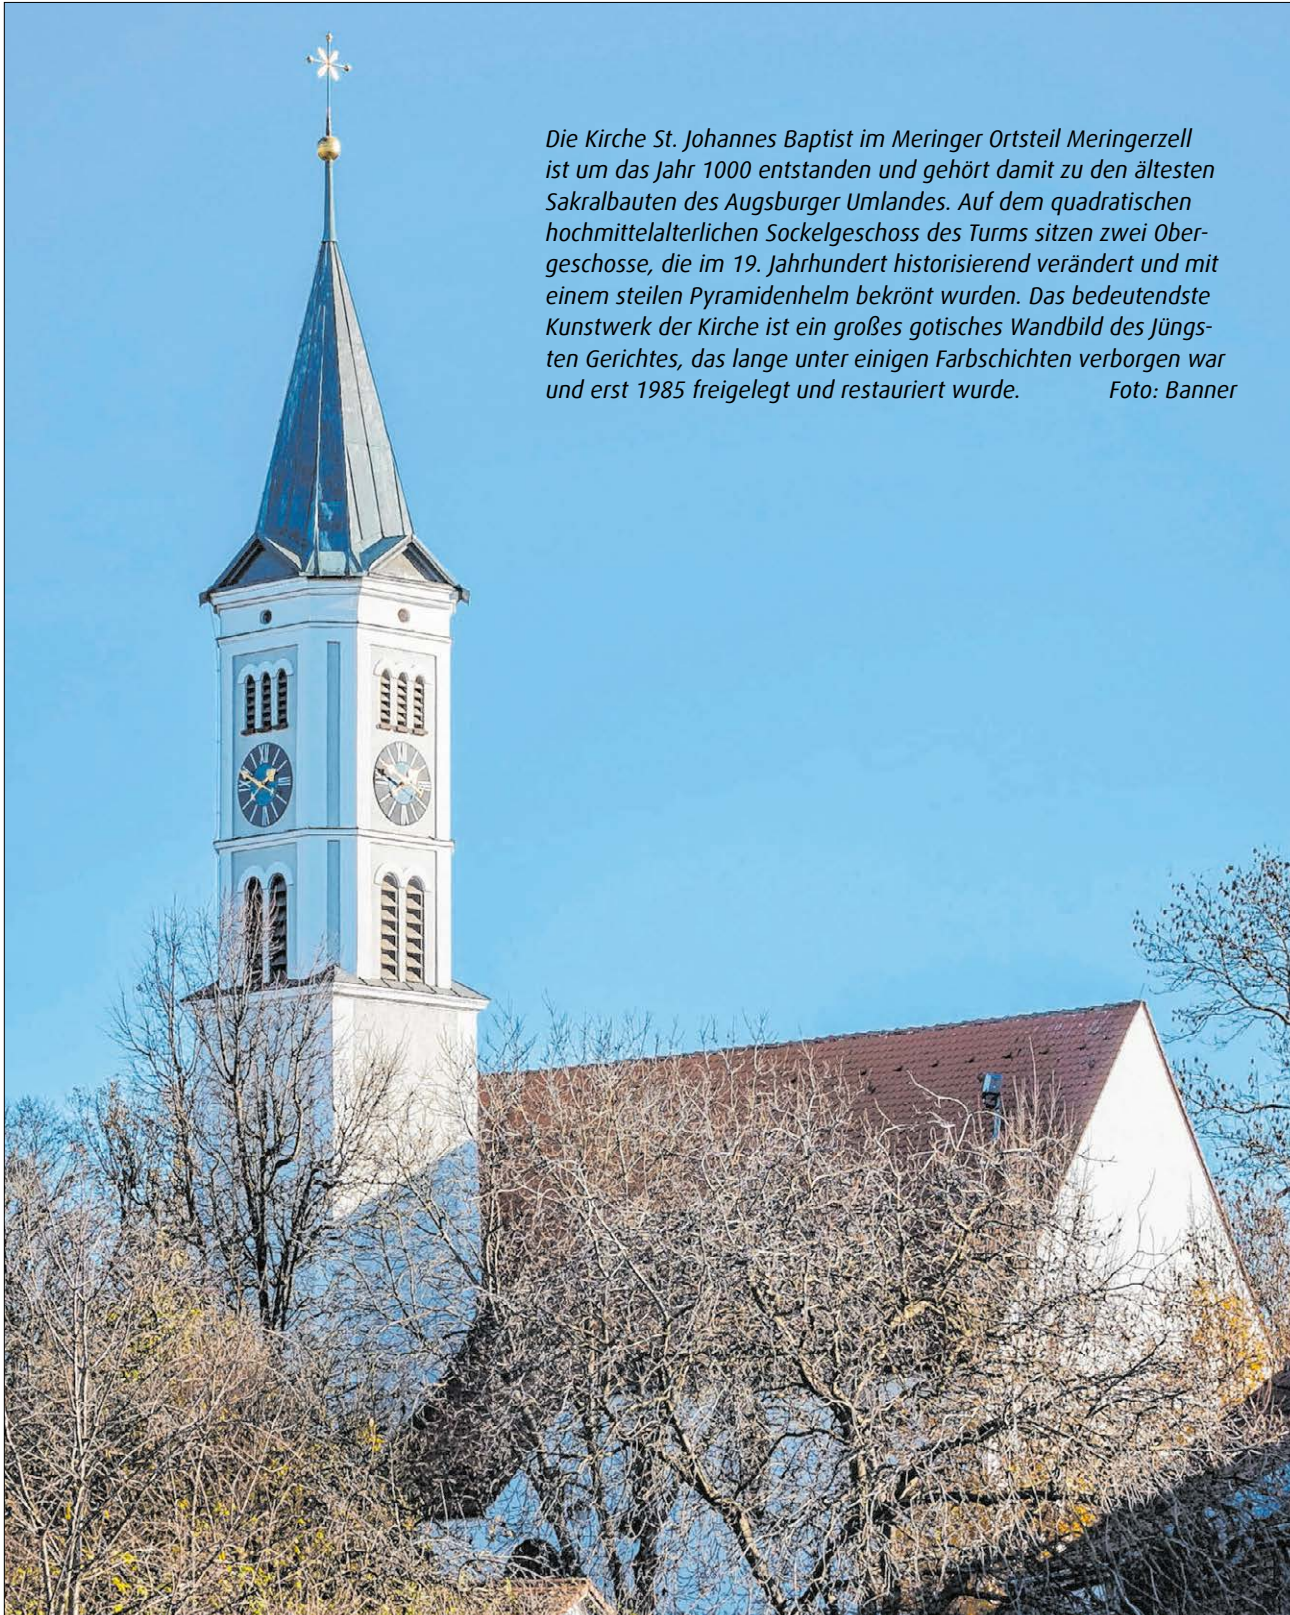 Die Kirche St. Johannes Baptist im Meringer Ortsteil Meringerzell
ist um das Jahr 1000 entstanden und gehört damit zu den ältesten
Sakralbauten des Augsburger Umlandes. Auf dem quadratischen
hochmittelalterlichen Sockelgeschoss des Turms sitzen zwei Ober-
geschosse, die im 19. Jahrhundert historisierend verändert und mit
einem steilen Pyramidenhelm bekrönt wurden. Das bedeutendste
Kunstwerk der Kirche ist ein großes gotisches Wandbild des Jüngs-
ten Gerichtes, das lange unter einigen Farbschichten verborgen war
und erst 1985 freigelegt und restauriert wurde. Foto: Banner